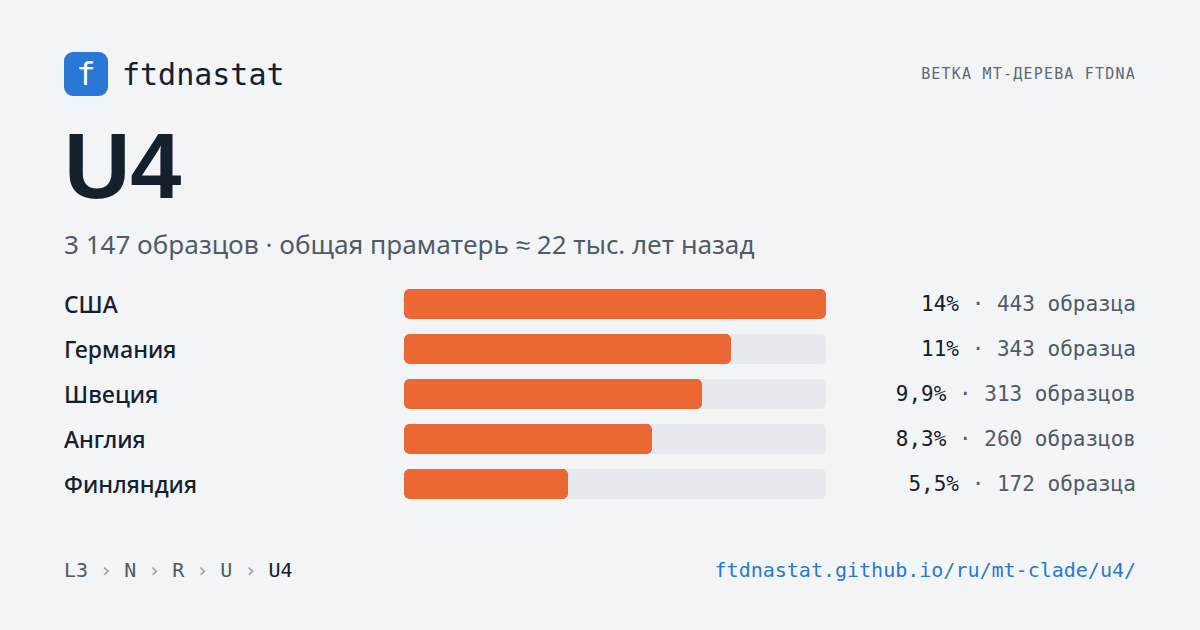 f ftdnastat
ВЕТКА МТ-ДЕРЕВА FTDNA
U4
3 147 образцов · общая праматерь ≈ 22 тыс. лет назад
США 14% · 443 образца
Германия 11% · 343 образца
Швеция 9,9% · 313 образцов
Англия 8,3% · 260 образцов
Финляндия 5,5% · 172 образца
L3 › N › R › U › U4
ftdnastat.github.io/ru/mt-clade/u4/